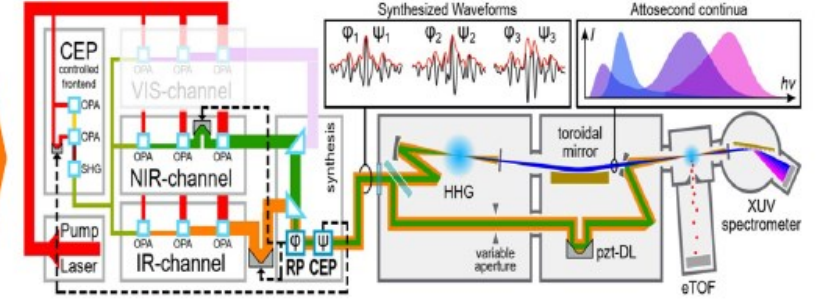 Synthesized Waveforms
φ1 ψ1 φ2 ψ2 φ3 ψ3
Attosecond continua
I
hν
CEP
controlled
frontend
OPA
OPA
SHG
Pump
Laser
OPA OPA OPA
VIS-channel
OPA OPA OPA
NIR-channel
OPA OPA OPA
IR-channel
synthesis
φ ψ
RP CEP
HHG
variable
aperture
toroidal
mirror
pzt-DL
eTOF
XUV
spectrometer